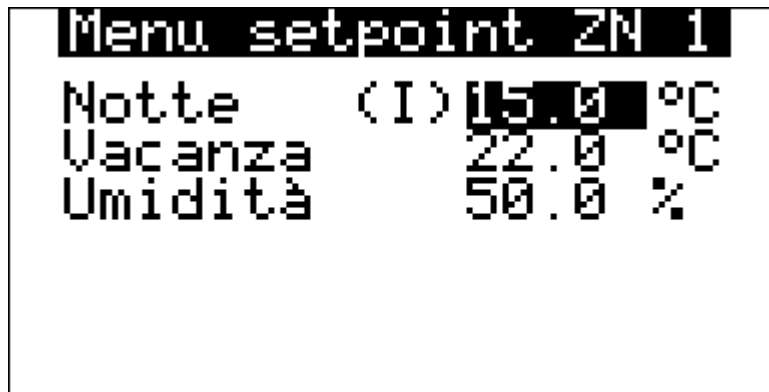 Menu setpoint ZN 1
Notte (I) 15.0 °C
Vacanza 22.0 °C
Umidità 50.0 %